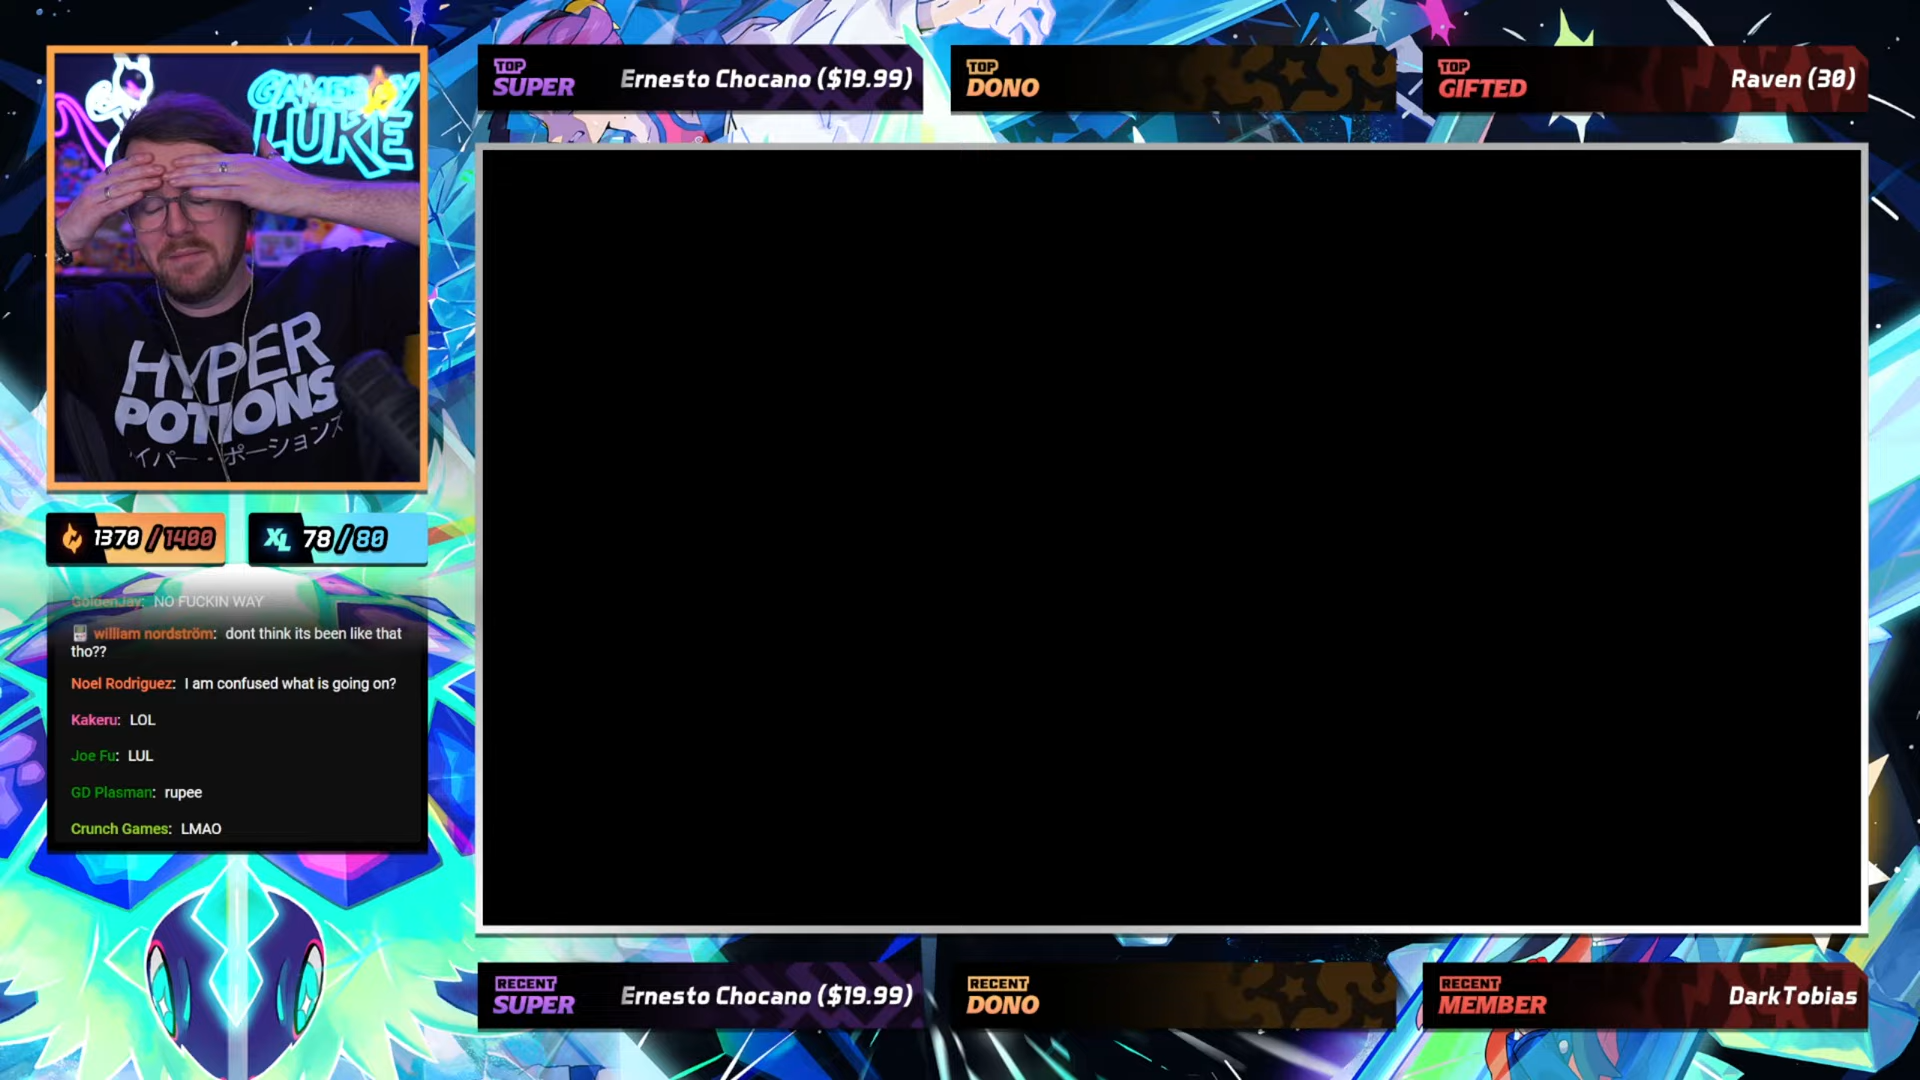 GAMEBOY
LUKE
HYPER
POTIONS
イパー・ポーションズ
1370 / 1400
XL 78/80
GoldenJay: NO FUCKIN WAY
william nordström: dont think its been like that
tho??
Noel Rodriguez: I am confused what is going on?
Kakeru: LOL
Joe Fu: LUL
GD Plasman: rupee
Crunch Games: LMAO
TOP
SUPER
Ernesto Chocano ($19.99)
TOP
DONO
TOP
GIFTED
Raven (30)
RECENT
SUPER
Ernesto Chocano ($19.99)
RECENT
DONO
RECENT
MEMBER
DarkTobias